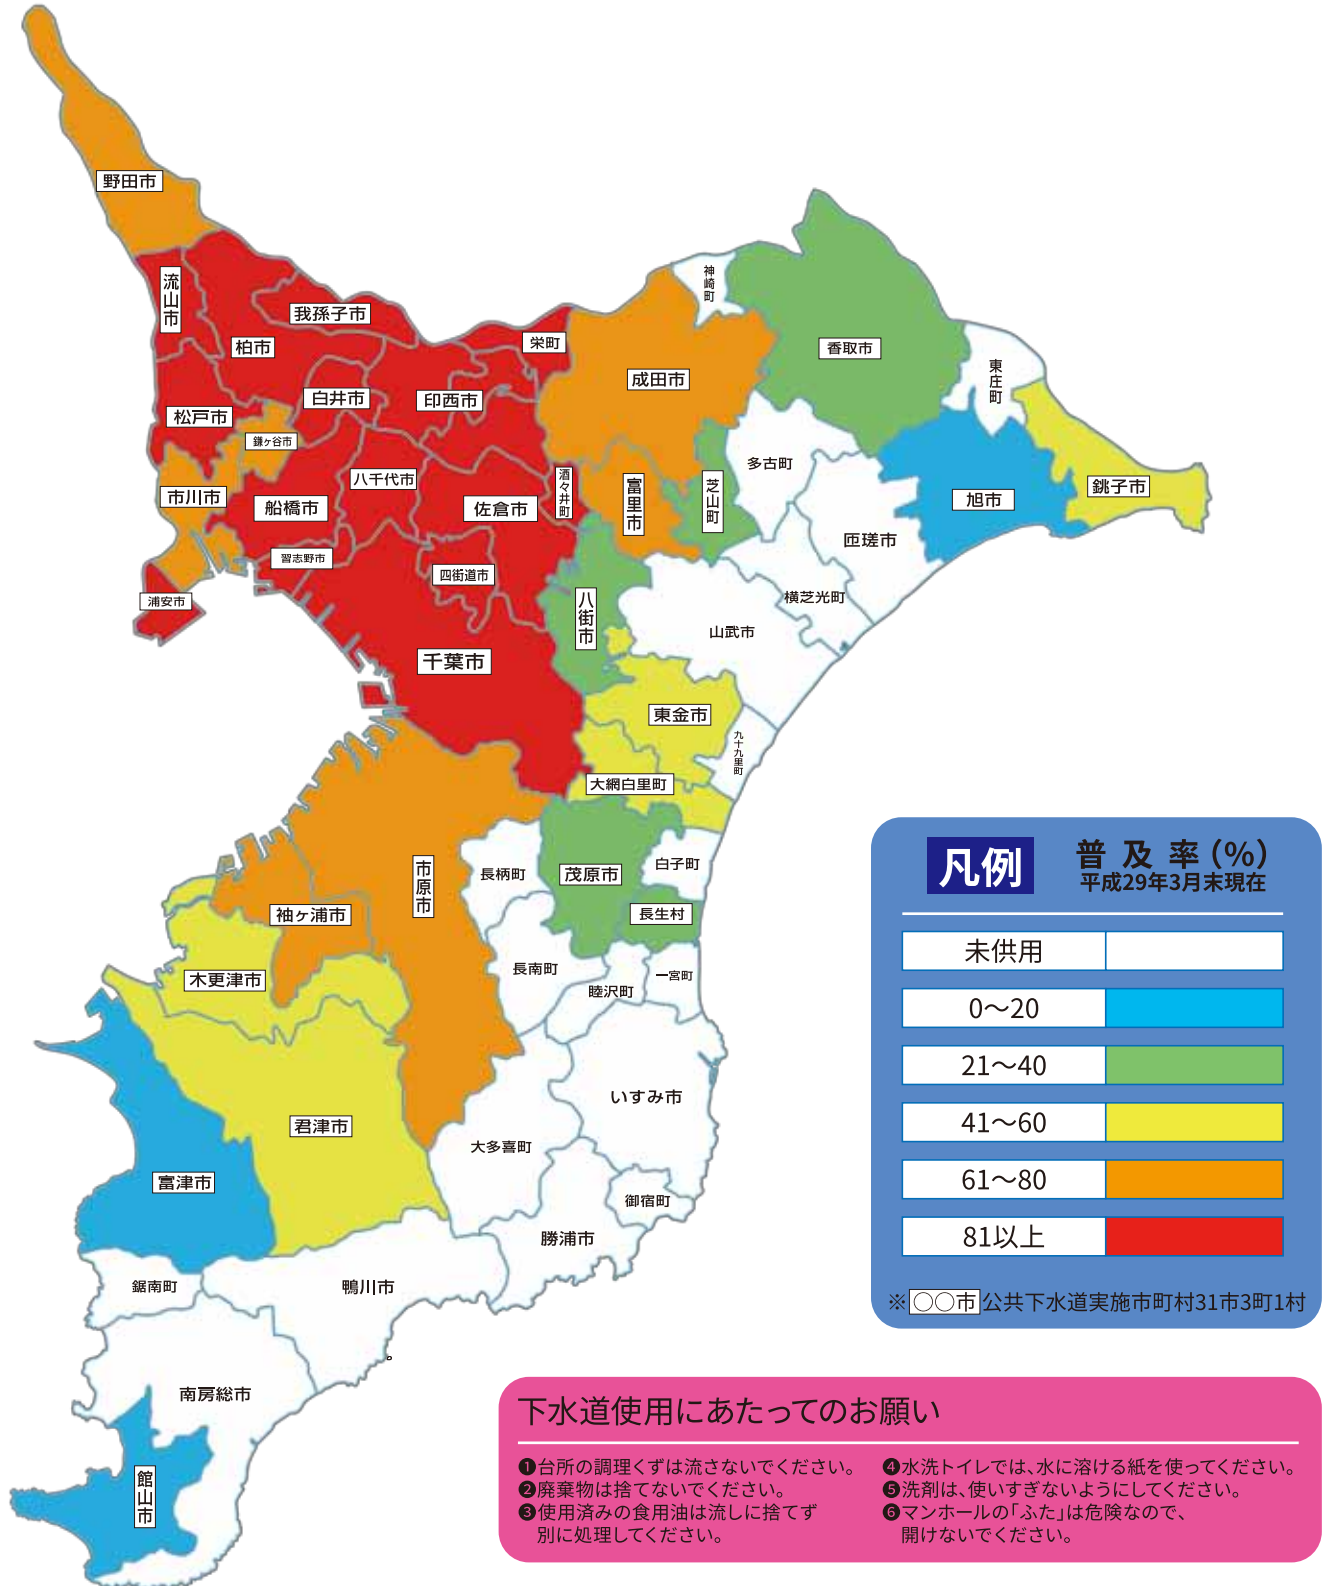 野田市
流山市
我孫子市
柏市
栄町
神崎町
香取市
東庄町
成田市
白井市
印西市
松戸市
鎌ヶ谷市
多古町
八千代市
酒々井町
富里市
芝山町
銚子市
旭市
市川市
船橋市
佐倉市
匝瑳市
習志野市
四街道市
浦安市
八街市
横芝光町
山武市
千葉市
東金市
九十九里町
大網白里町
市原市
長柄町
茂原市
白子町
袖ヶ浦市
長生村
木更津市
長南町
睦沢町
一宮町
いすみ市
君津市
大多喜町
富津市
御宿町
勝浦市
鋸南町
鴨川市
南房総市
館山市
凡例
普及率(%)
平成29年3月末現在
未供用
0～20
21～40
41～60
61～80
81以上
※○○市公共下水道実施市町村31市3町1村
下水道使用にあたってのお願い
❶台所の調理くずは流さないでください。
❷廃棄物は捨てないでください。
❸使用済みの食用油は流しに捨てず
別に処理してください。
❹水洗トイレでは、水に溶ける紙を使ってください。
❺洗剤は、使いすぎないようにしてください。
❻マンホールの「ふた」は危険なので、
開けないでください。